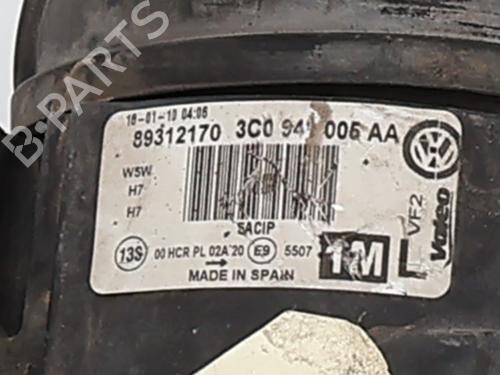 B-PARTS
18-01-10 04:06
89312170 3C0 941 005 AA
W5W
H7
H7
SACIP
13S 00 HCR PL 02A 20 E9 5507 1M L
MADE IN SPAIN
VF2
Valeo